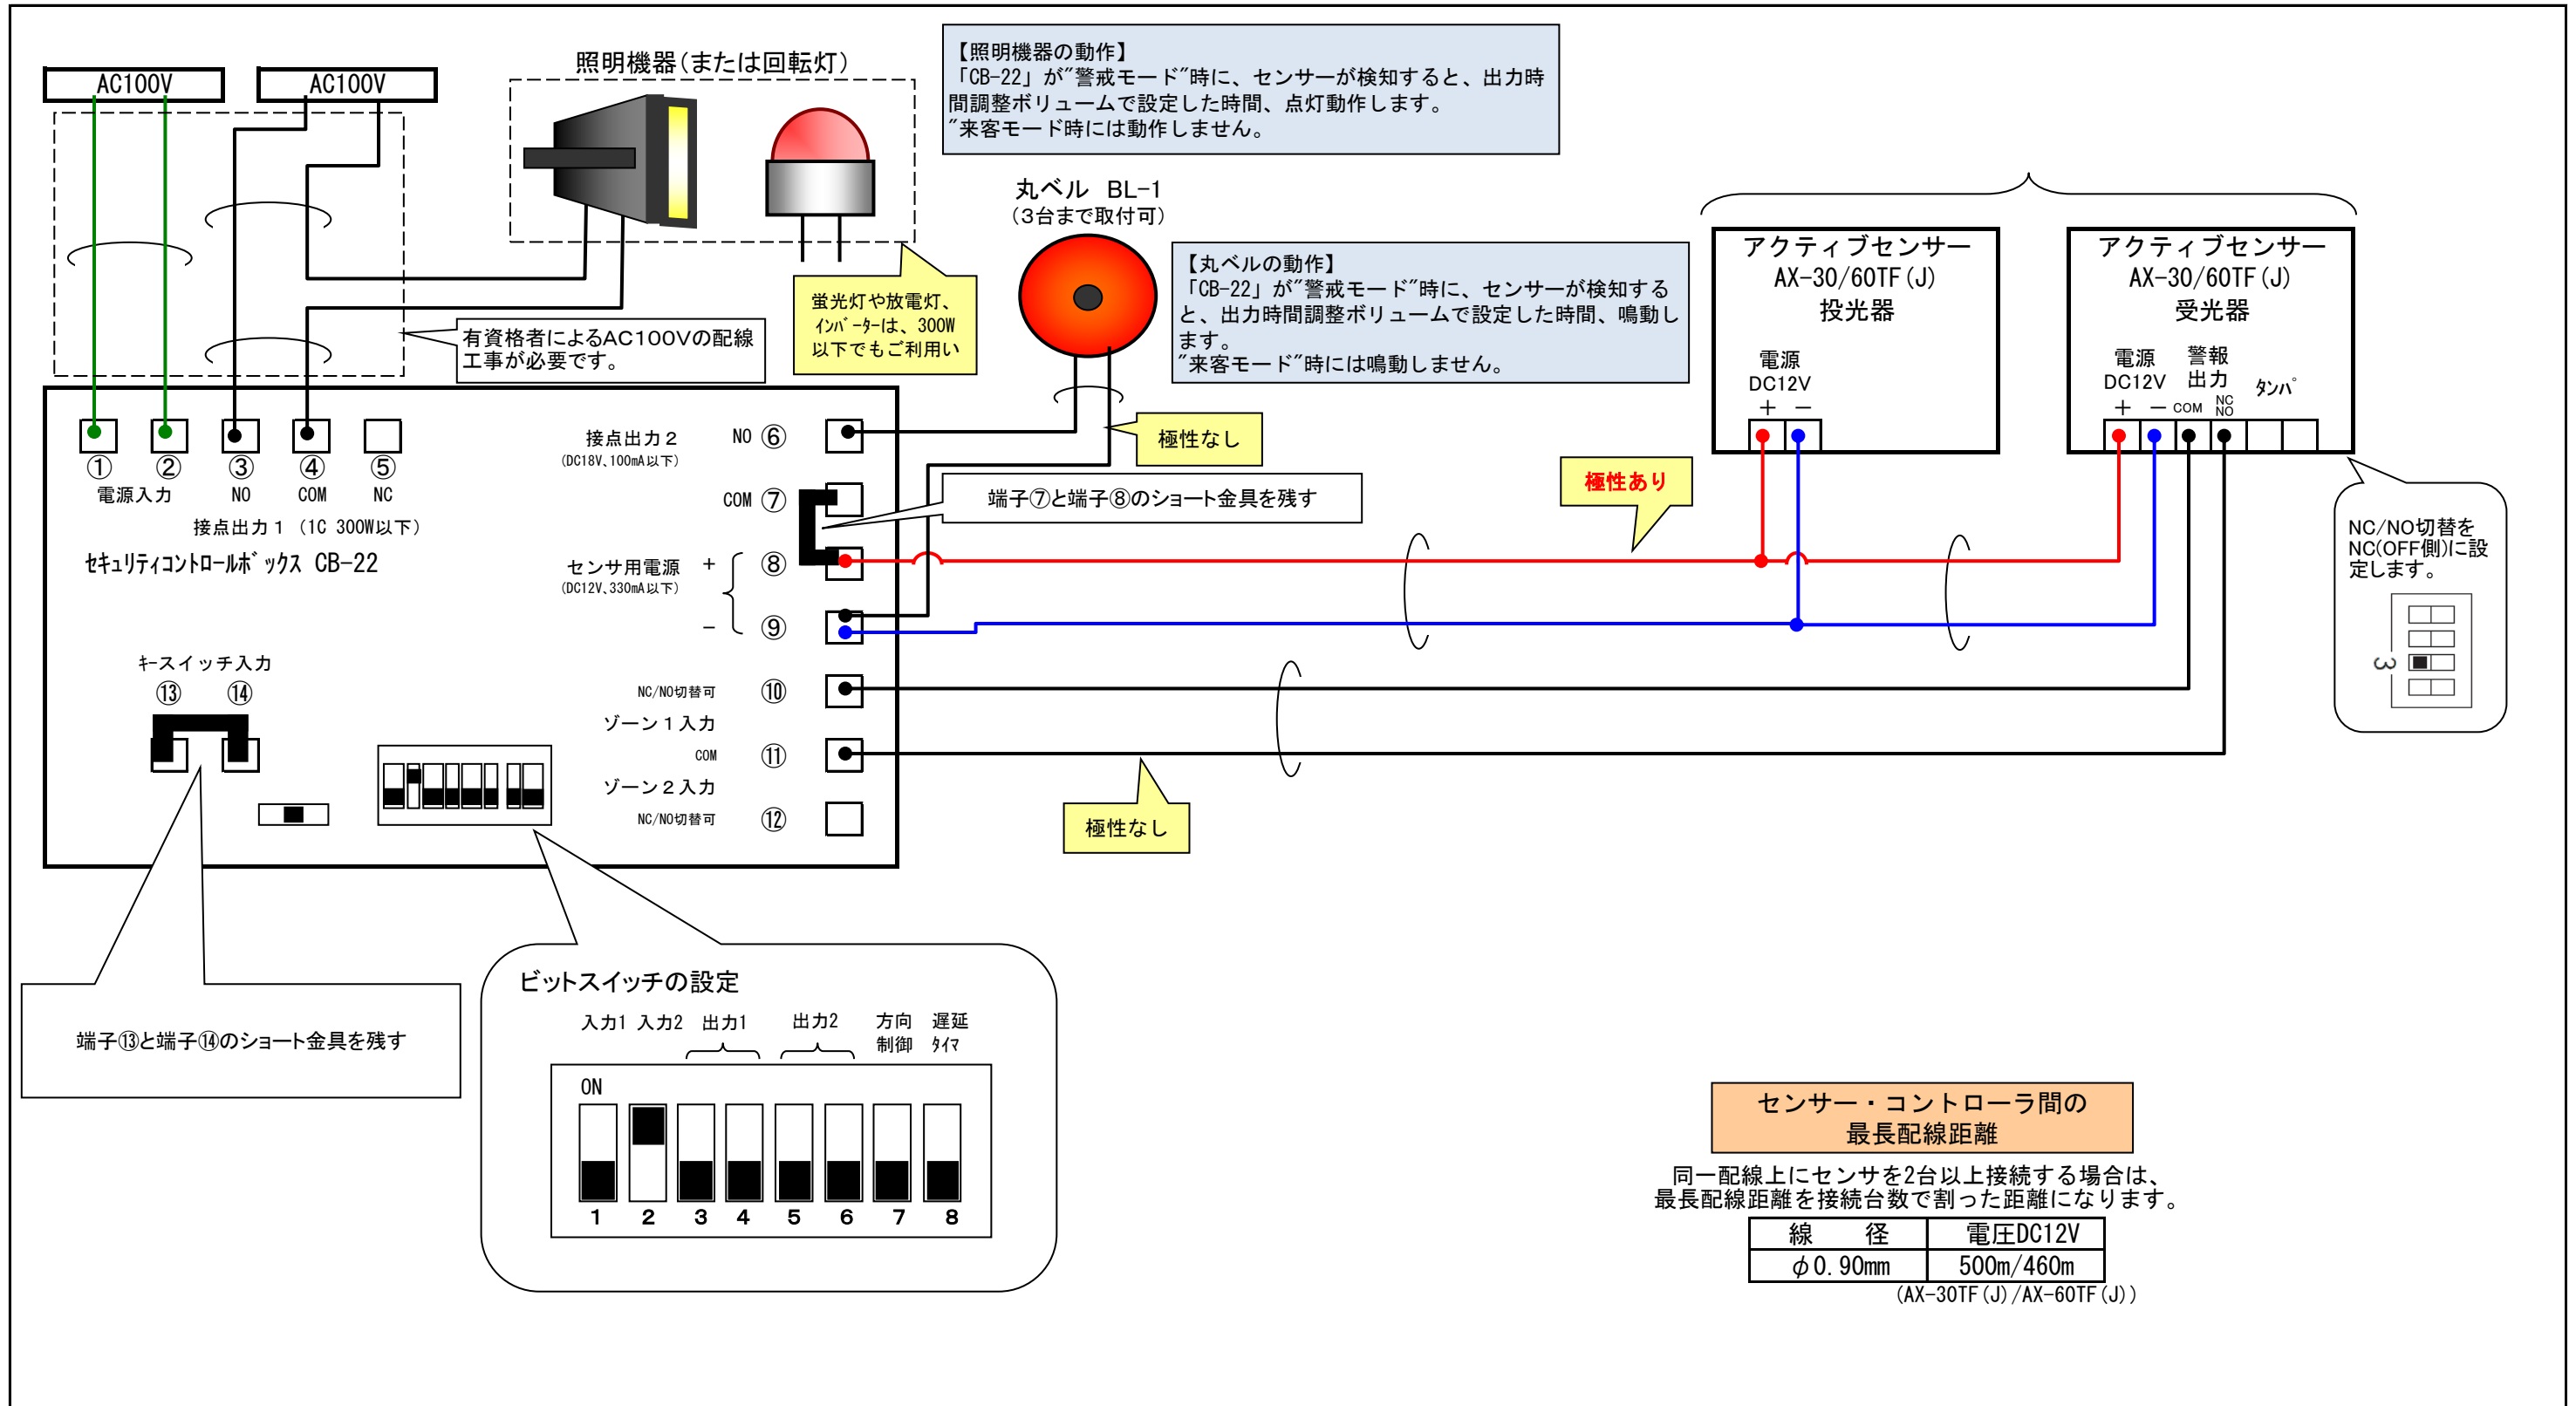 AC100V
AC100V
照明機器(または回転灯)
【照明機器の動作】
「CB-22」が"警戒モード"時に、センサーが検知すると、出力時
間調整ボリュームで設定した時間、点灯動作します。
"来客モード時には動作しません。
丸ベル BL-1
(3台まで取付可)
【丸ベルの動作】
「CB-22」が"警戒モード"時に、センサーが検知する
と、出力時間調整ボリュームで設定した時間、鳴動し
ます。
"来客モード"時には鳴動しません。
蛍光灯や放電灯、
インバーターは、300W
以下でもご利用い
有資格者によるAC100Vの配線
工事が必要です。
アクティブセンサー
AX-30/60TF(J)
投光器
電源
DC12V
+ -
アクティブセンサー
AX-30/60TF(J)
受光器
電源
DC12V
+ -
警報
出力
COM
NC
NO
タンパ
① ② ③ ④ ⑤
電源入力 NO COM NC
接点出力1 (1C 300W以下)
セキュリティコントロールボックス CB-22
接点出力2 NO ⑥
(DC18V、100mA以下)
COM ⑦
センサ用電源 + ⑧
(DC12V、330mA以下)
- ⑨
NC/NO切替可 ⑩
ゾーン1入力
COM ⑪
ゾーン2入力
NC/NO切替可 ⑫
キースイッチ入力
⑬ ⑭
極性なし
端子⑦と端子⑧のショート金具を残す
極性あり
極性なし
NC/NO切替を
NC(OFF側)に設
定します。
3
端子⑬と端子⑭のショート金具を残す
ビットスイッチの設定
入力1 入力2 出力1 出力2 方向 遅延
制御 タイマ
ON
1 2 3 4 5 6 7 8
センサー・コントローラ間の
最長配線距離
同一配線上にセンサを2台以上接続する場合は、
最長配線距離を接続台数で割った距離になります。
線 径 電圧DC12V
φ0.90mm 500m/460m
(AX-30TF(J)/AX-60TF(J))